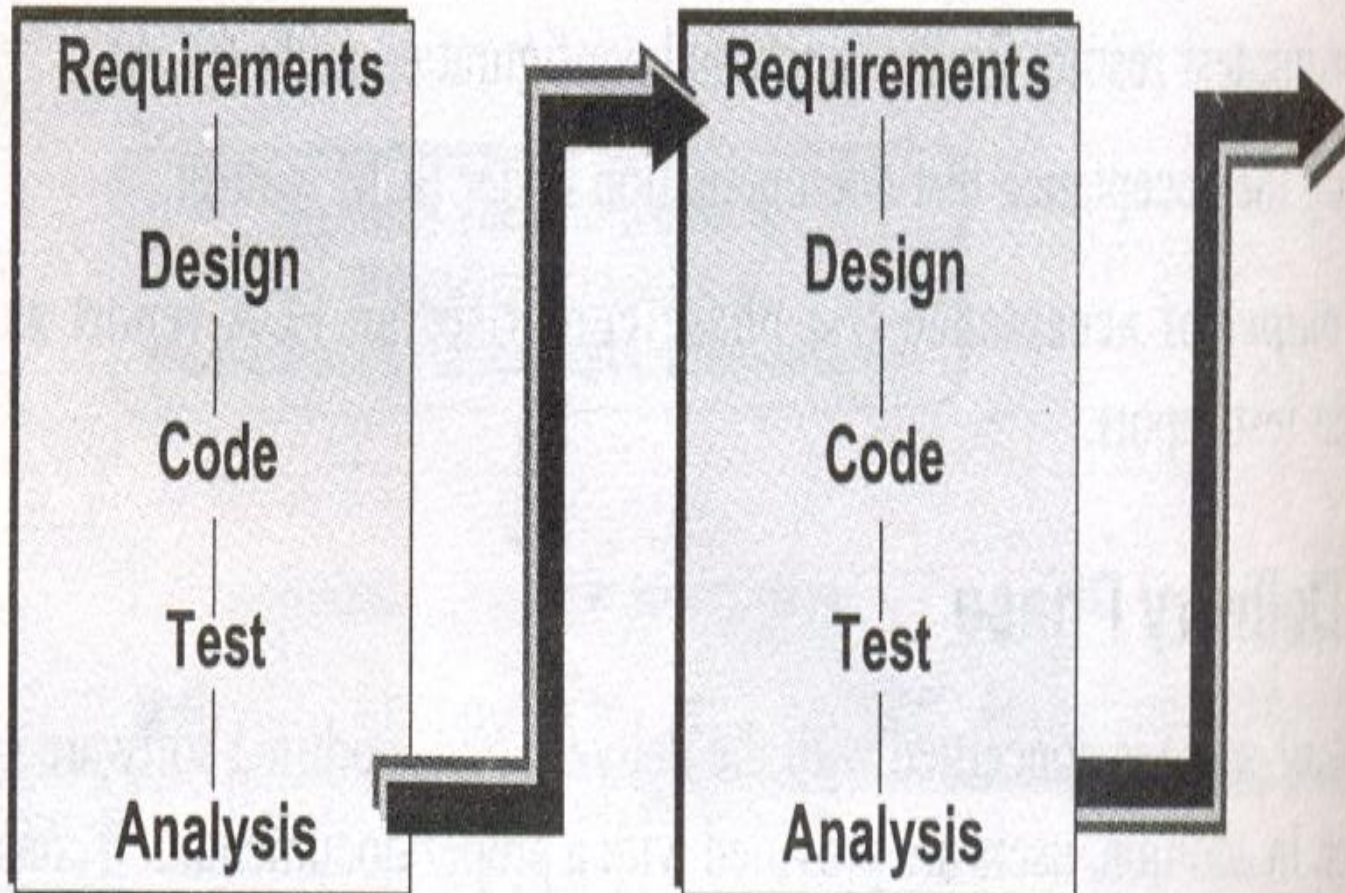 Requirements
Design
Code
Test
Analysis
Requirements
Design
Code
Test
Analysis